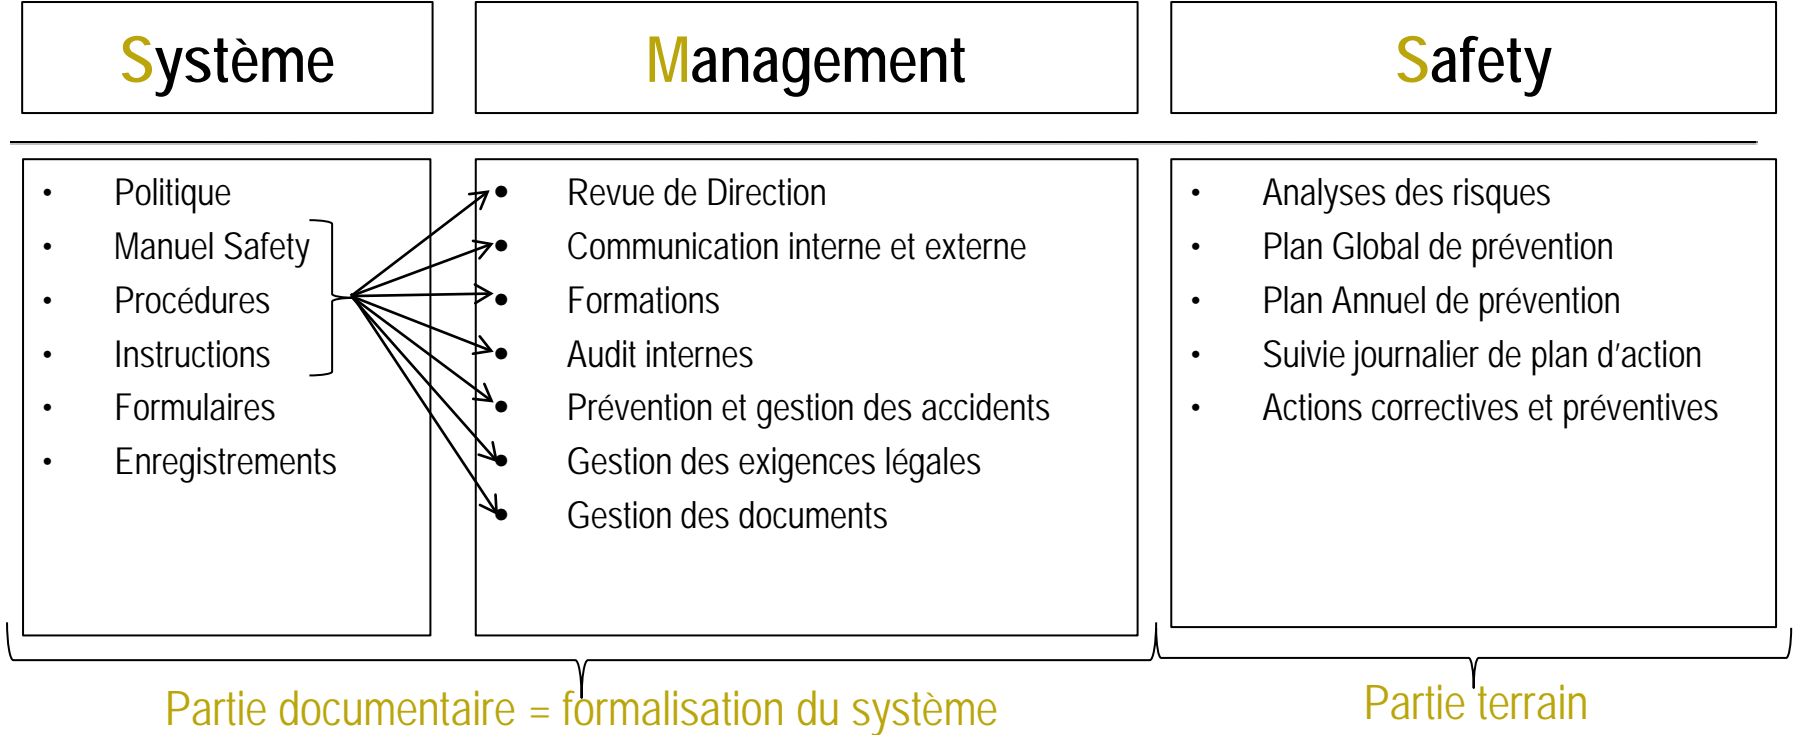 Système
Management
Safety
• Politique
• Manuel Safety
• Procédures
• Instructions
• Formulaires
• Enregistrements
• Revue de Direction
• Communication interne et externe
• Formations
• Audit internes
• Prévention et gestion des accidents
• Gestion des exigences légales
• Gestion des documents
• Analyses des risques
• Plan Global de prévention
• Plan Annuel de prévention
• Suivie journalier de plan d’action
• Actions correctives et préventives
Partie documentaire = formalisation du système
Partie terrain